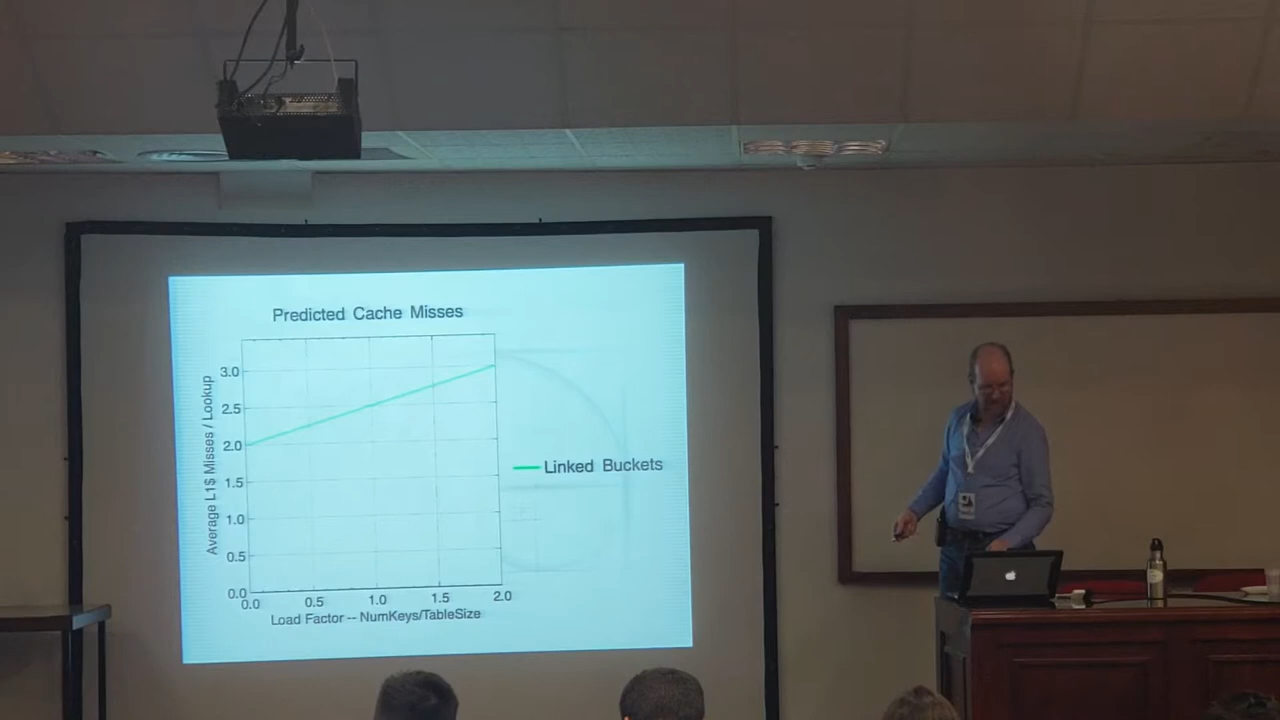 Predicted Cache Misses
Average L1$ Misses / Lookup
3.0
2.5
2.0
1.5
1.0
0.5
0.0
0.0 0.5 1.0 1.5 2.0
Load Factor -- NumKeys/TableSize
Linked Buckets